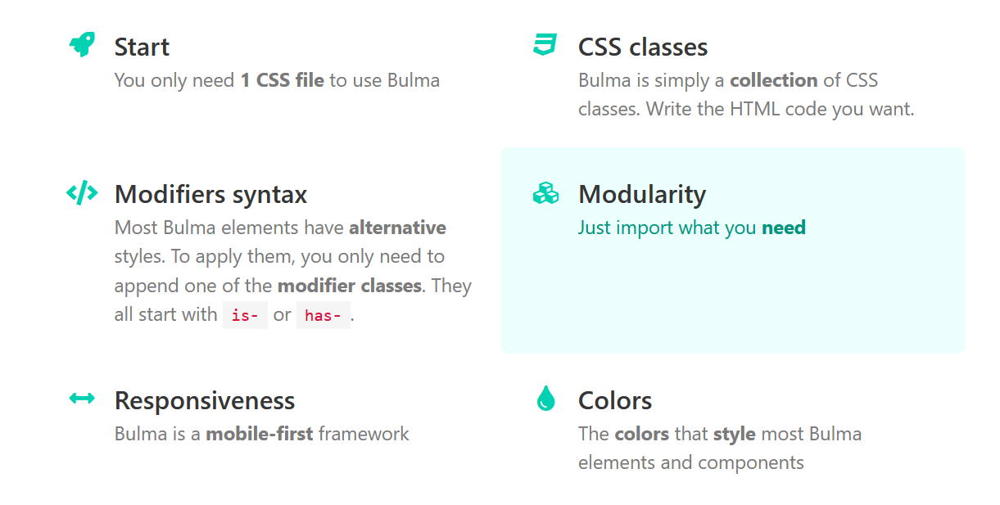 Start
You only need 1 CSS file to use Bulma
CSS classes
Bulma is simply a collection of CSS
classes. Write the HTML code you want.
Modifiers syntax
Most Bulma elements have alternative
styles. To apply them, you only need to
append one of the modifier classes. They
all start with is- or has- .
Modularity
Just import what you need
Responsiveness
Bulma is a mobile-first framework
Colors
The colors that style most Bulma
elements and components